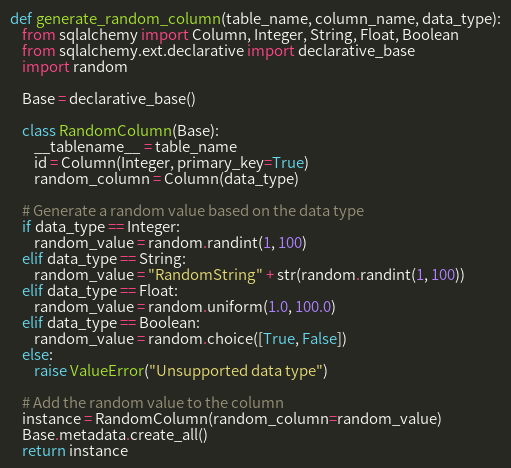 def generate_random_column(table_name, column_name, data_type):
from sqlalchemy import Column, Integer, String, Float, Boolean
from sqlalchemy.ext.declarative import declarative_base
import random
Base = declarative_base()
class RandomColumn(Base):
__tablename__ = table_name
id = Column(Integer, primary_key=True)
random_column = Column(data_type)
# Generate a random value based on the data type
if data_type == Integer:
random_value = random.randint(1, 100)
elif data_type == String:
random_value = "RandomString" + str(random.randint(1, 100))
elif data_type == Float:
random_value = random.uniform(1.0, 100.0)
elif data_type == Boolean:
random_value = random.choice([True, False])
else:
raise ValueError("Unsupported data type")
# Add the random value to the column
instance = RandomColumn(random_column=random_value)
Base.metadata.create_all()
return instance